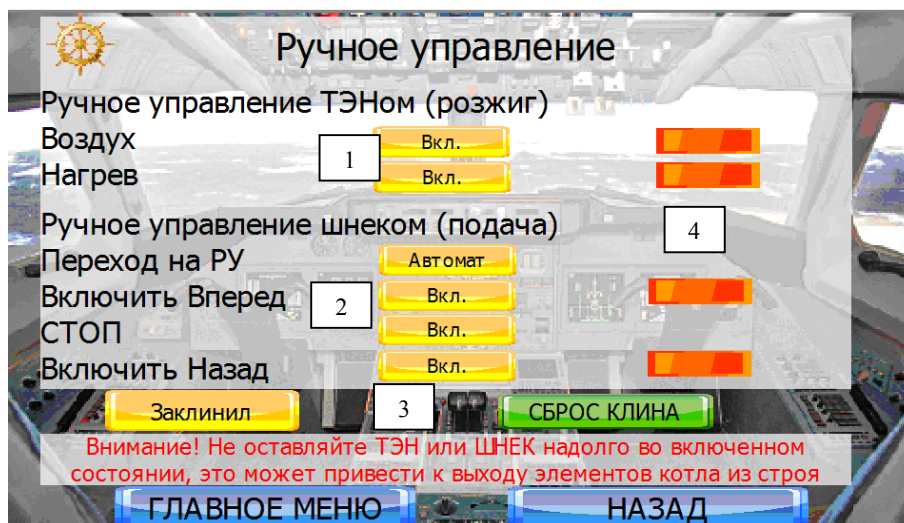 Ручное управление
Ручное управление ТЭНом (розжиг)
Воздух Вкл.
1
Нагрев Вкл.
Ручное управление шнеком (подача)
4
Переход на РУ Автомат
Включить Вперед Вкл.
2
СТОП Вкл.
Включить Назад Вкл.
Заклинил 3 СБРОС КЛИНА
Внимание! Не оставляйте ТЭН или ШНЕК надолго во включенном
состоянии, это может привести к выходу элементов котла из строя
ГЛАВНОЕ МЕНЮ НАЗАД